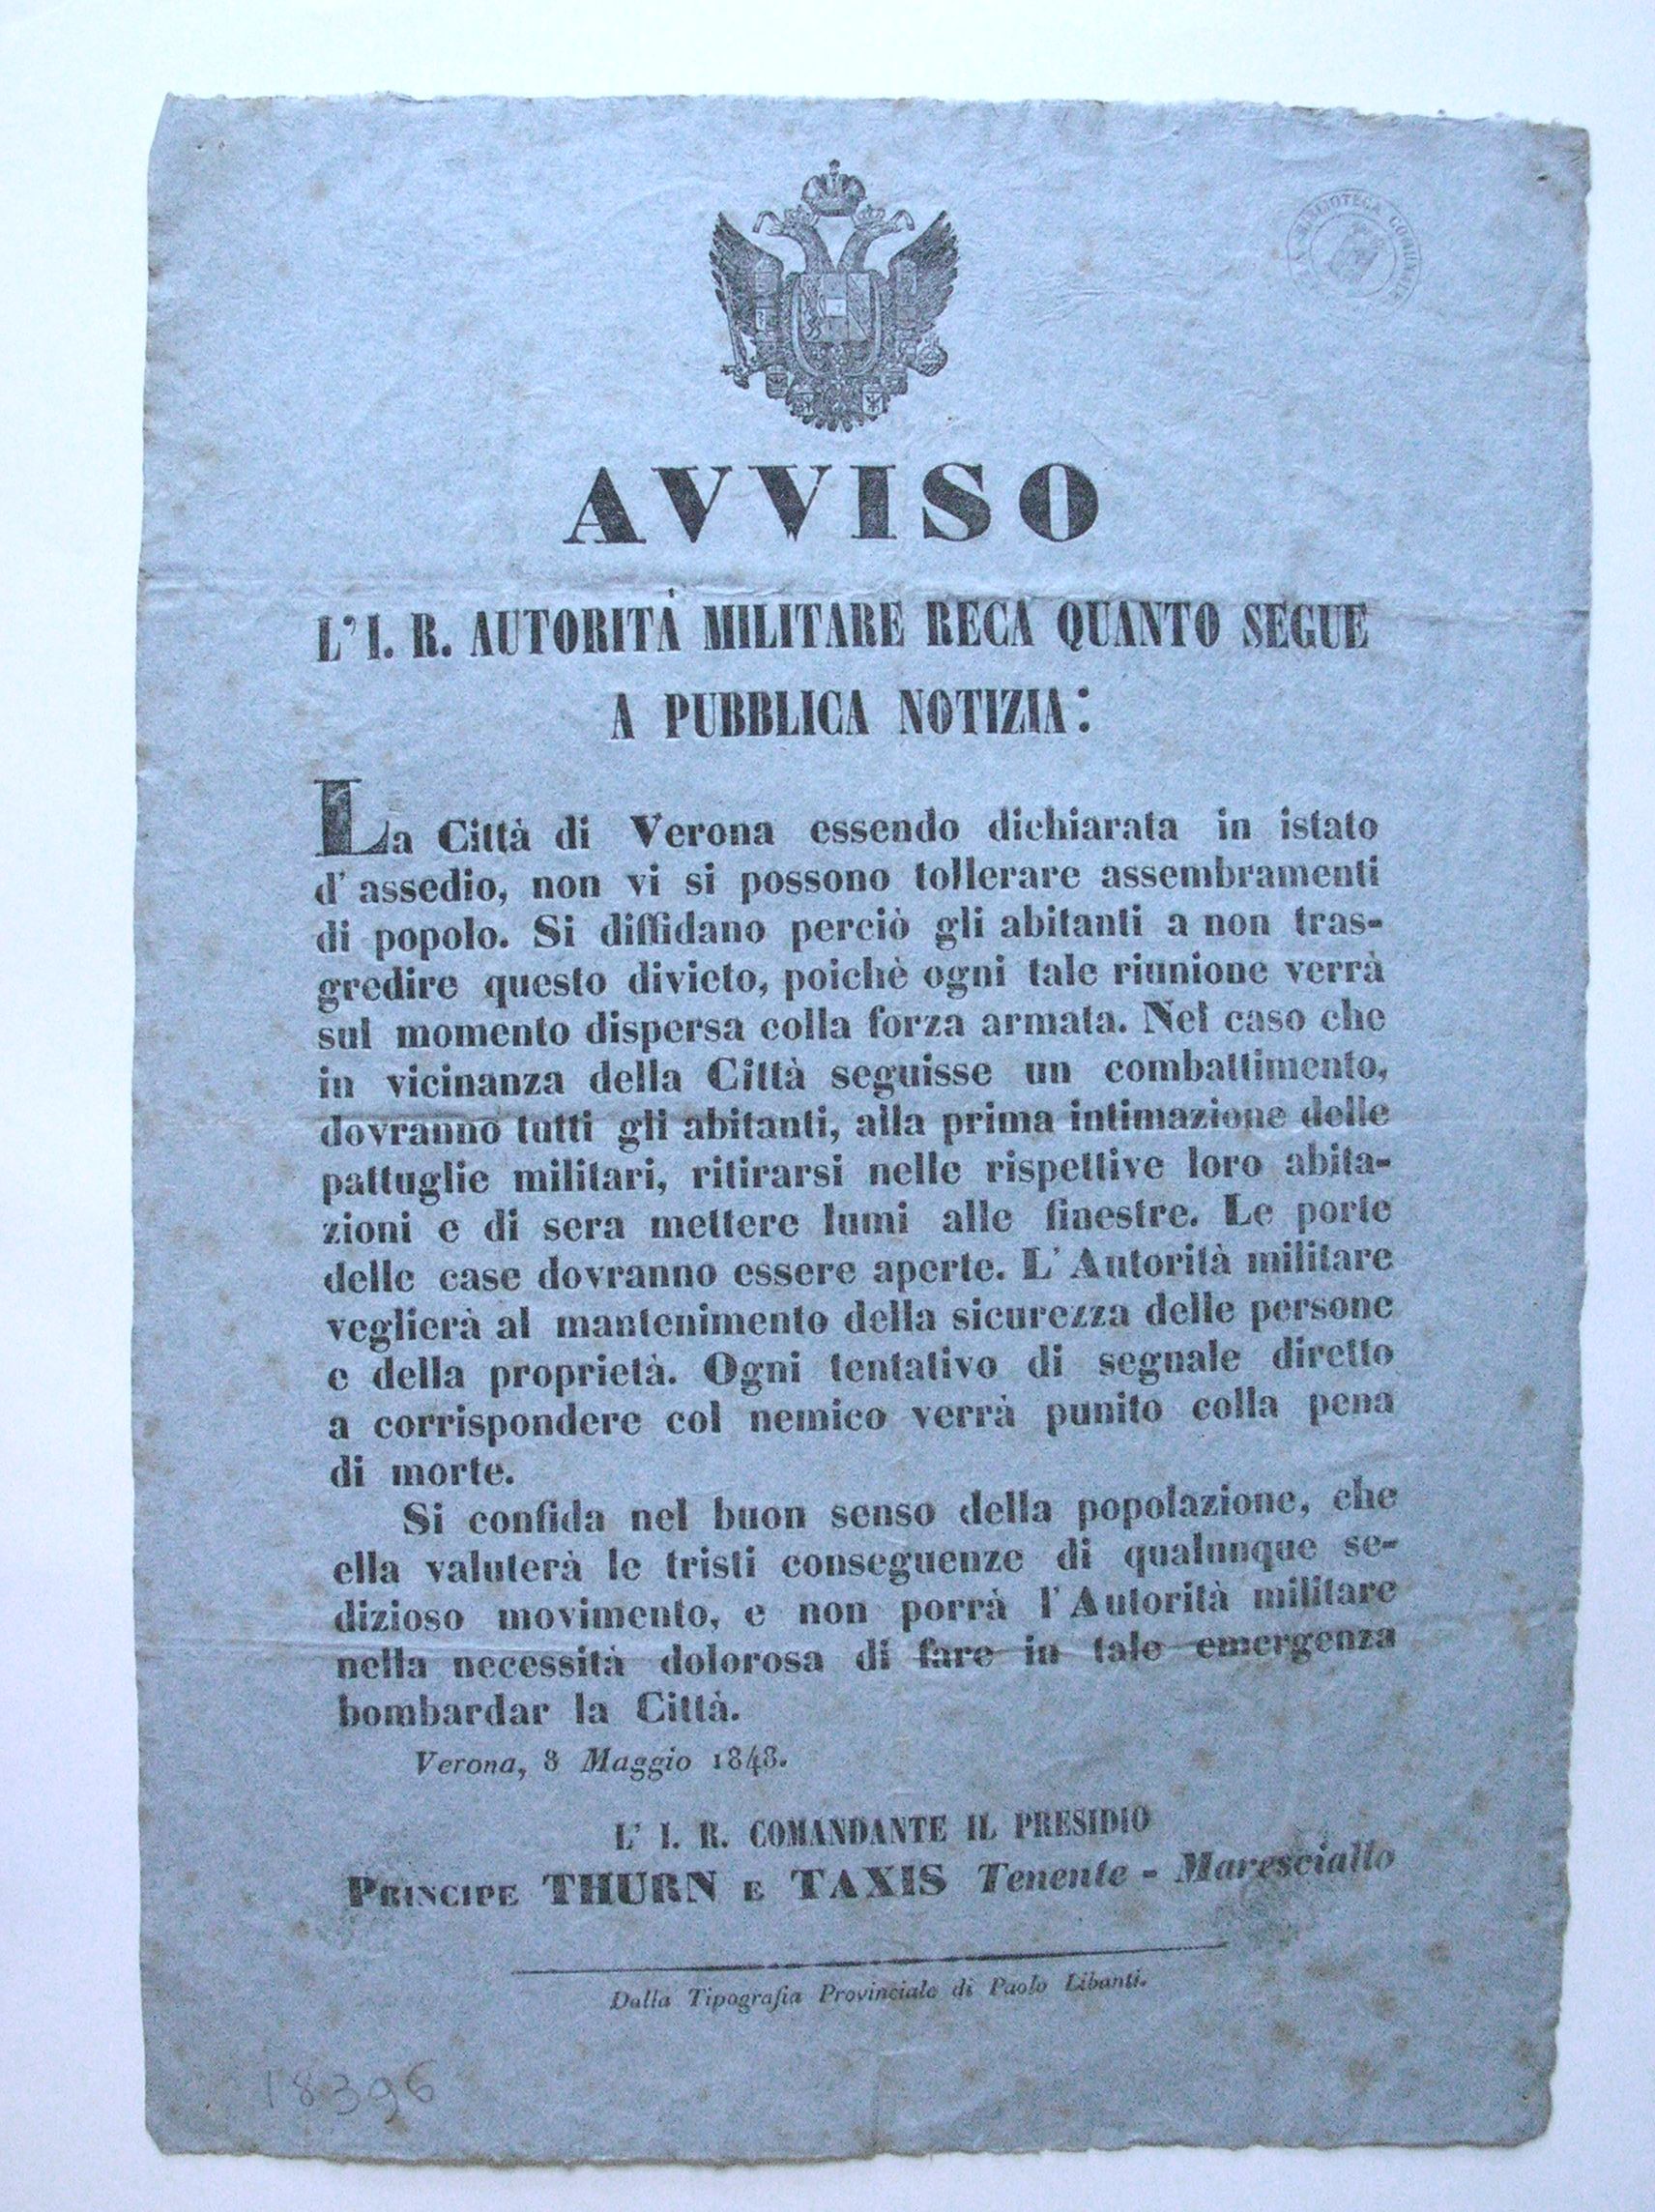 BIBLIOTECA COMUNALE
AVVISO
L' I. R. AUTORITÀ MILITARE RECA QUANTO SEGUE
A PUBBLICA NOTIZIA:
La Città di Verona essendo dichiarata in istato
d' assedio, non vi si possono tollerare assembramenti
di popolo. Si diffidano perciò gli abitanti a non tras-
gredire questo divieto, poichè ogni tale riunione verrà
sul momento dispersa colla forza armata. Nel caso che
in vicinanza della Città seguisse un combattimento,
dovranno tutti gli abitanti, alla prima intimazione delle
pattuglie militari, ritirarsi nelle rispettive loro abita-
zioni e di sera mettere lumi alle finestre. Le porte
delle case dovranno essere aperte. L' Autorità militare
veglierà al mantenimento della sicurezza delle persone
e della proprietà. Ogni tentativo di segnale diretto
a corrispondere col nemico verrà punito colla pena
di morte.
Si confida nel buon senso della popolazione, che
ella valuterà le tristi conseguenze di qualunque se-
dizioso movimento, e non porrà l' Autorità militare
nella necessità dolorosa di fare in tale emergenza
bombardar la Città.
Verona, 8 Maggio 1848.
L' I. R. COMANDANTE IL PRESIDIO
PRINCIPE THURN E TAXIS Tenente - Maresciallo
Dalla Tipografia Provinciale di Paolo Libanti.
18396